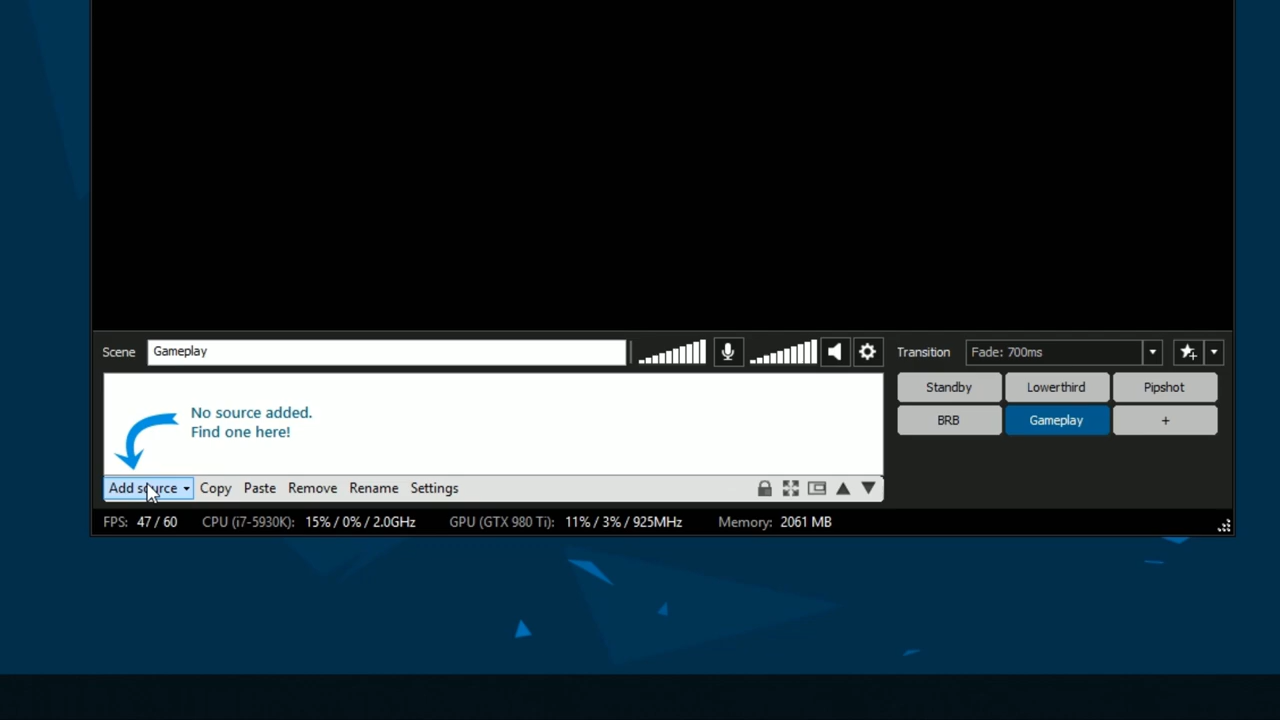 Scene Gameplay Transition Fade: 700ms
No source added.
Find one here!
Standby Lowerthird Pipshot
BRB Gameplay +
Add source Copy Paste Remove Rename Settings
FPS: 47 / 60 CPU (i7-5930K): 15% / 0% / 2.0GHz GPU (GTX 980 Ti): 11% / 3% / 925MHz Memory: 2061 MB